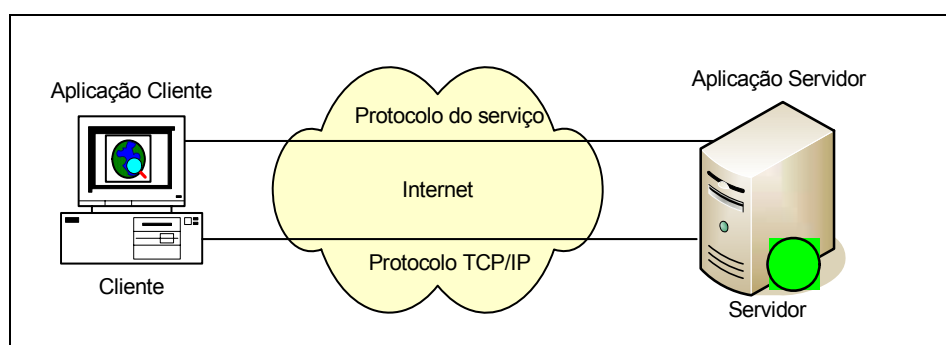 Aplicação Cliente
Aplicação Servidor
Protocolo do serviço
Internet
Protocolo TCP/IP
Cliente
Servidor